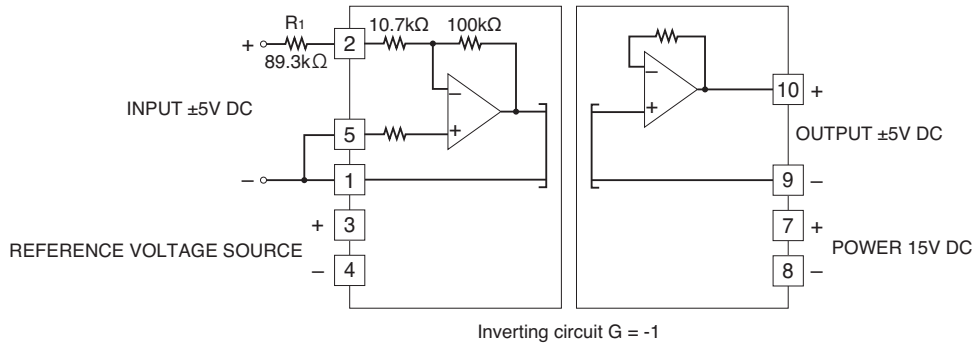 R1 10.7kΩ 100kΩ
+ 2
89.3kΩ
− −
10 +
INPUT ±5V DC
+ +
5
OUTPUT ±5V DC
− 1 9 −
+ 3 7 +
REFERENCE VOLTAGE SOURCE POWER 15V DC
− 4 8 −
Inverting circuit G = -1